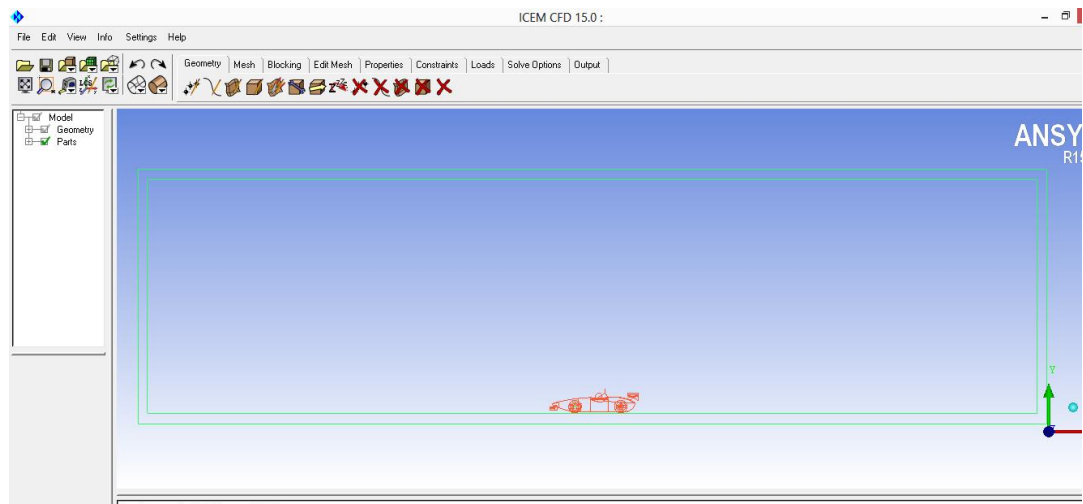 ICEM CFD 15.0 :
File Edit View Info Settings Help
Geometry Mesh Blocking Edit Mesh Properties Constraints Loads Solve Options Output
Model
Geometry
Parts
ANSY
R15
Y